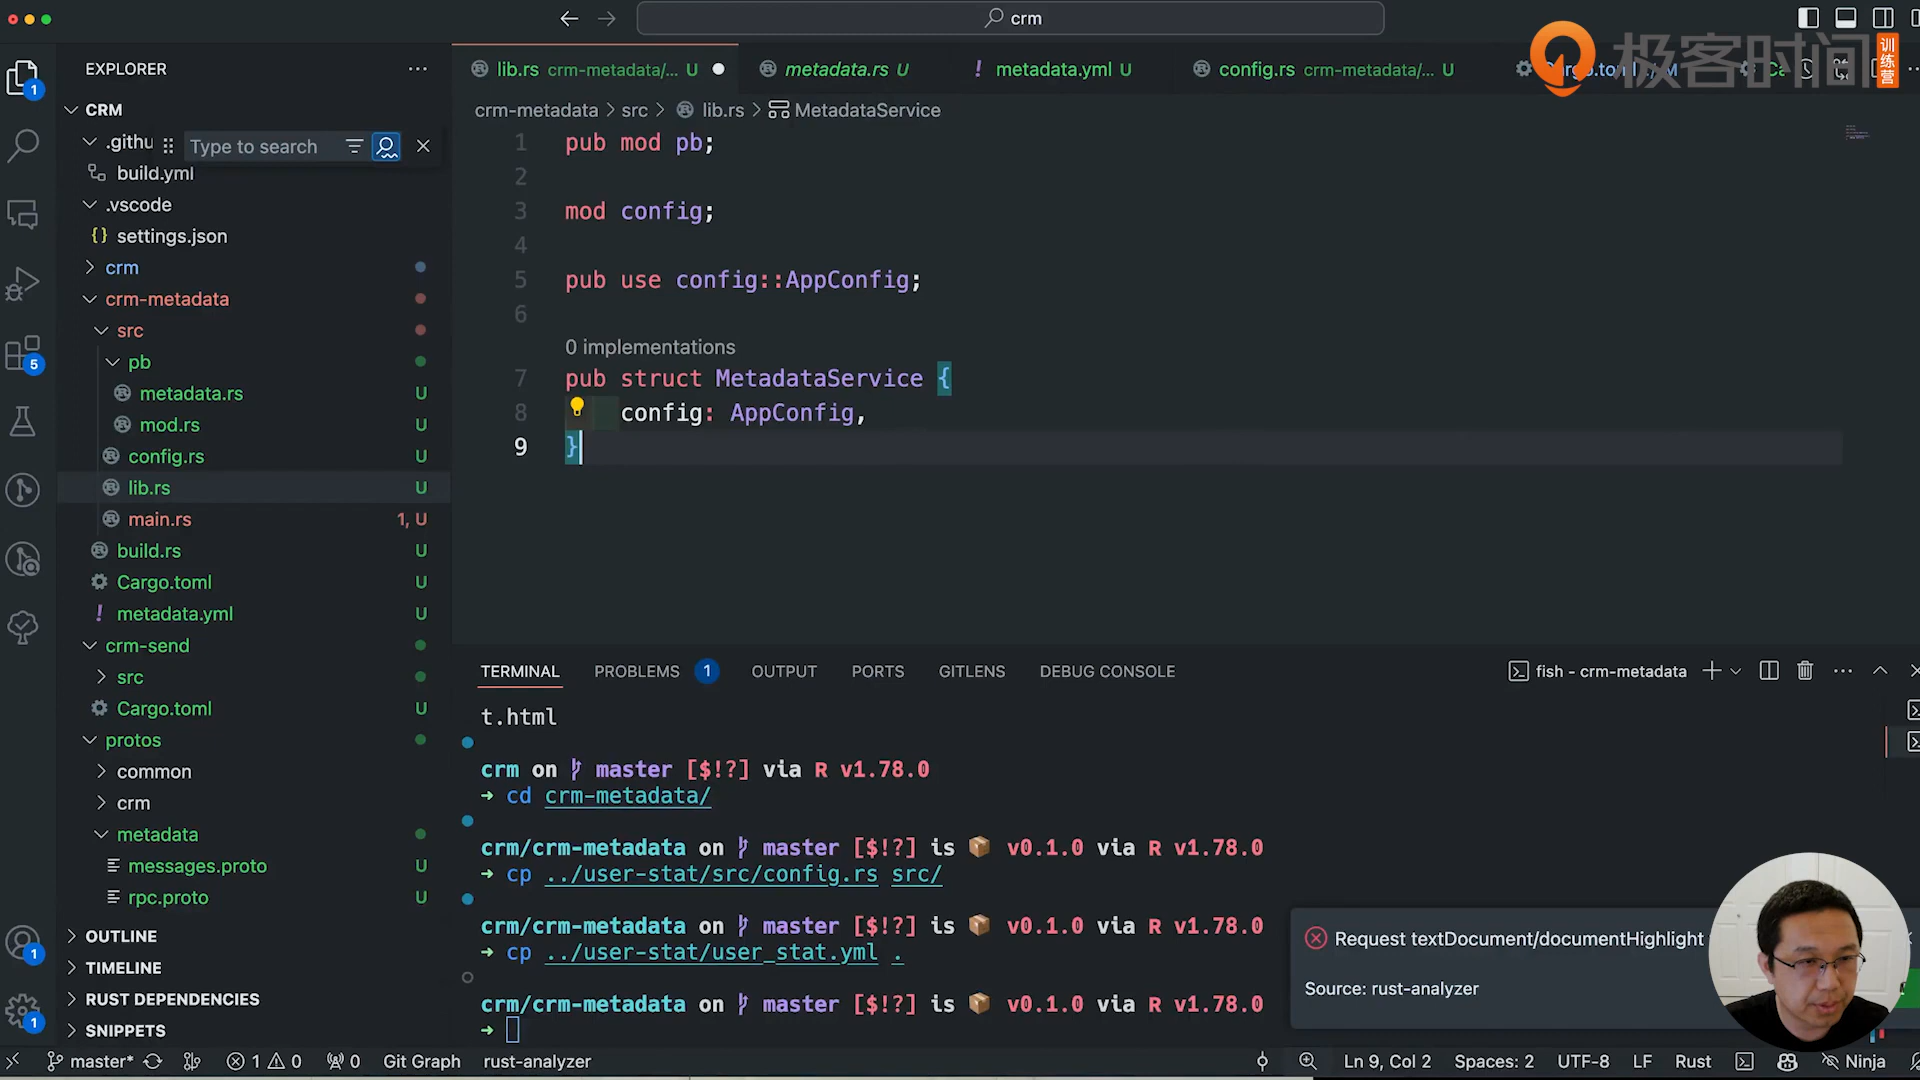 crm
EXPLORER
lib.rs crm-metadata/... U
metadata.rs U
metadata.yml U
config.rs crm-metadata/... U
极客时间
训练营
CRM
.githu
Type to search
build.yml
.vscode
settings.json
crm
crm-metadata
src
pb
metadata.rs U
mod.rs U
config.rs U
lib.rs U
main.rs 1, U
build.rs U
Cargo.toml U
metadata.yml U
crm-send
src
Cargo.toml U
protos
common
crm
metadata
messages.proto U
rpc.proto U
OUTLINE
TIMELINE
RUST DEPENDENCIES
SNIPPETS
1
5
1
1
crm-metadata > src > lib.rs > MetadataService
1 pub mod pb;
2
3 mod config;
4
5 pub use config::AppConfig;
6
0 implementations
7 pub struct MetadataService {
8 config: AppConfig,
9 }
TERMINAL PROBLEMS 1 OUTPUT PORTS GITLENS DEBUG CONSOLE
fish - crm-metadata
t.html
crm on master [$!?] via R v1.78.0
➜ cd crm-metadata/
crm/crm-metadata on master [$!?] is 📦 v0.1.0 via R v1.78.0
➜ cp ../user-stat/src/config.rs src/
crm/crm-metadata on master [$!?] is 📦 v0.1.0 via R v1.78.0
➜ cp ../user-stat/user_stat.yml .
crm/crm-metadata on master [$!?] is 📦 v0.1.0 via R v1.78.0
➜
Request textDocument/documentHighlight
Source: rust-analyzer
master* 1 0 0 Git Graph rust-analyzer
Ln 9, Col 2 Spaces: 2 UTF-8 LF Rust Ninja